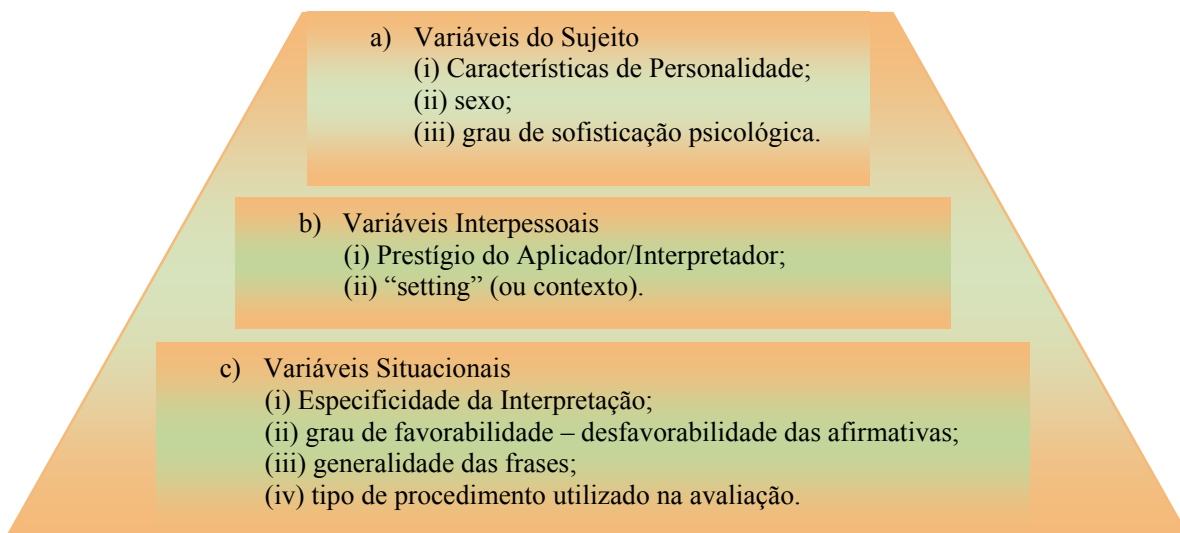 a) Variáveis do Sujeito
(i) Características de Personalidade;
(ii) sexo;
(iii) grau de sofisticação psicológica.
b) Variáveis Interpessoais
(i) Prestígio do Aplicador/Interpretador;
(ii) “setting” (ou contexto).
c) Variáveis Situacionais
(i) Especificidade da Interpretação;
(ii) grau de favorabilidade – desfavorabilidade das afirmativas;
(iii) generalidade das frases;
(iv) tipo de procedimento utilizado na avaliação.